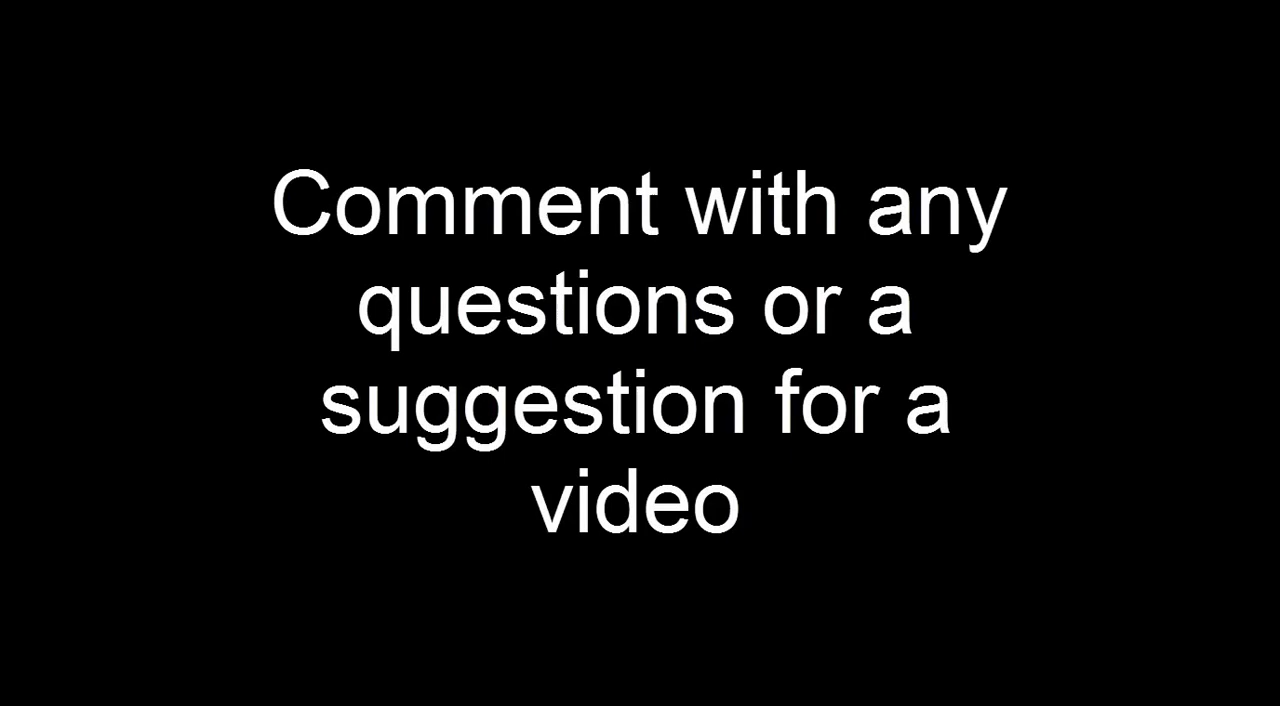 Comment with any
questions or a
suggestion for a
video